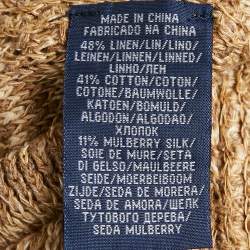 MADE IN CHINA
FABRICADO NA CHINA
48% LINEN/LIN/LINO/
LEINEN/LINNEN/LINNED/
LINHO/ЛЕН
41% COTTON/COTON/
COTONE/BAUMWOLLE/
KATOEN/BOMULD/
ALGODON/ALGODAO/
ХЛОПОК
11% MULBERRY SILK/
SOIE DE MURE/SETA
DI GELSO/MAULBEERE
SEIDE/MOERBEIBOOM
ZIJDE/SEDA DE MORERA/
SEDA DE AMORA/ШЕЛК
ТУТОВОГО ДЕРЕВА/
SEDA MULBERRY